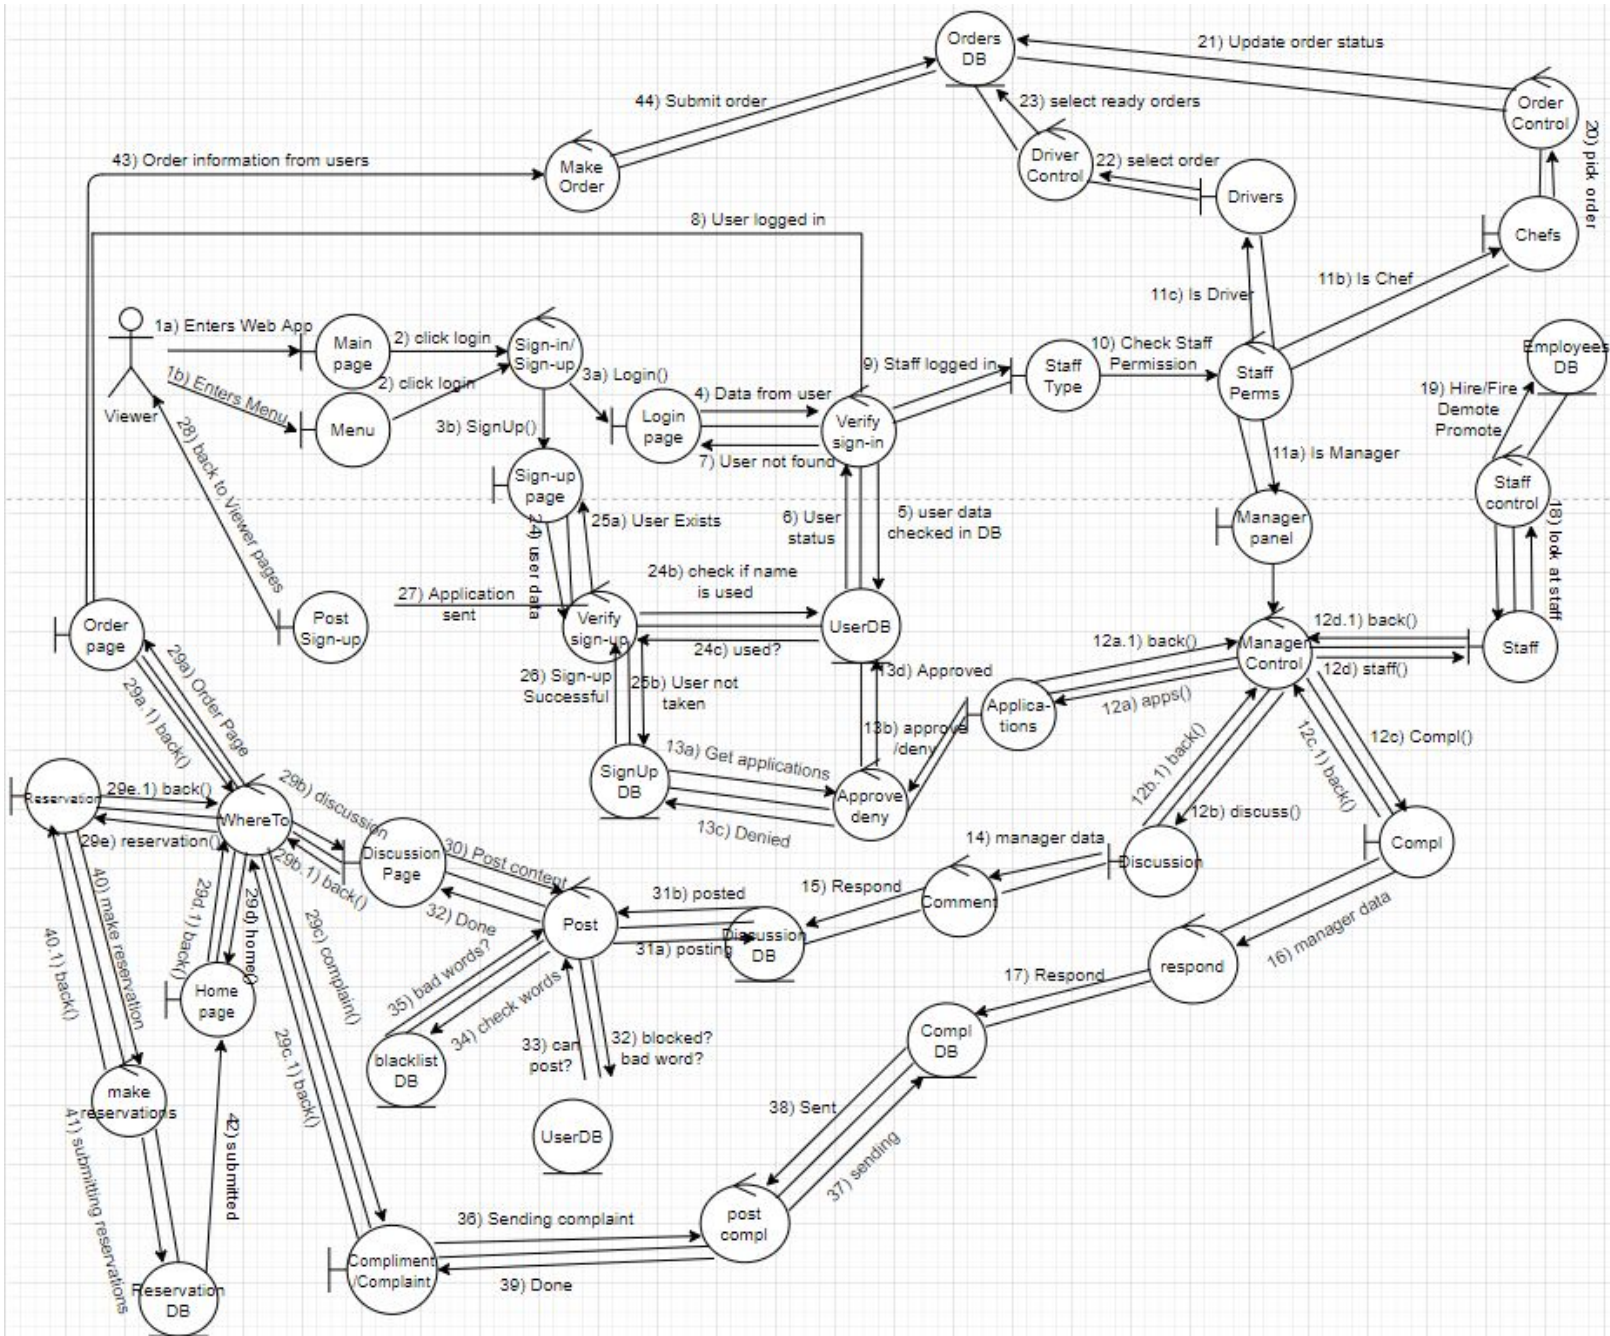 Orders
DB
21) Update order status
44) Submit order
23) select ready orders
Order
Control
20) pick order
43) Order information from users
Make
Order
Driver
Control
22) select order
Drivers
8) User logged in
Chefs
11c) Is Driver
11b) Is Chef
1a) Enters Web App
Main
page
2) click login
Sign-in/
Sign-up
1b) Enters Menu
2) click login
3a) Login()
Viewer
Menu
3b) SignUp()
Login
page
4) Data from user
7) User not found
Verify
sign-in
9) Staff logged in
Staff
Type
10) Check Staff
Permission
Staff
Perms
11a) Is Manager
Employees
DB
19) Hire/Fire
Demote
Promote
28) back to Viewer pages
Sign-up
page
24) user data
25a) User Exists
6) User
status
5) user data
checked in DB
Manager
panel
Staff
control
18) look at staff
24b) check if name
is used
27) Application
sent
Order
page
Post
Sign-up
Verify
sign-up
UserDB
24c) used?
12a.1) back()
Manager
Control
12d.1) back()
12d) staff()
Staff
29a) Order Page
29a.1) back()
26) Sign-up
Successful
25b) User not
taken
13d) Approved
13b) approve
/deny
Applica-
tions
12a) apps()
12b.1) back()
12c.1) back()
12c) Compl()
13a) Get applications
SignUp
DB
Approve
deny
13c) Denied
12b) discuss()
Reservation
29e.1) back()
29e) reservation()
WhereTo
29b) discussion
29b.1) back()
Discussion
Page
30) Post content
32) Done
14) manager data
Discussion
Compl
15) Respond
Comment
16) manager data
40) make reservation
40.1) back()
29d.1) back()
29d) home()
29c) complain()
29c.1) back()
Post
31b) posted
31a) posting
Discussion
DB
respond
17) Respond
Home
page
35) bad words?
34) check words
33) can
post?
32) blocked?
bad word?
Compl
DB
blacklist
DB
make
reservations
41) submitting reservations
42) submitted
UserDB
38) Sent
37) sending
36) Sending complaint
post
compl
Compliment
/Complaint
39) Done
Reservation
DB